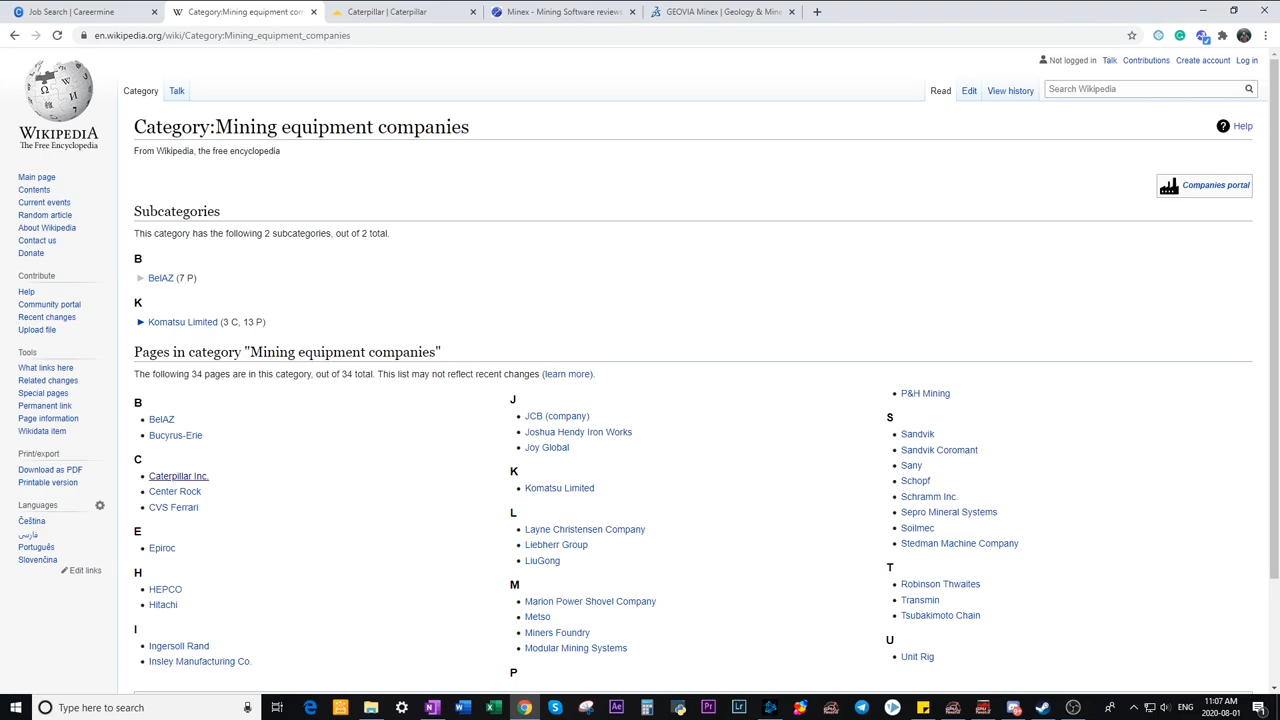 Job Search | Careermine
Category:Mining equipment com
Caterpillar | Caterpillar
Minex - Mining Software reviews
GEOVIA Minex | Geology & Mine
en.wikipedia.org/wiki/Category:Mining_equipment_companies
Not logged in Talk Contributions Create account Log in
Category Talk
Read Edit View history
Search Wikipedia
WIKIPEDIA
The Free Encyclopedia
Main page
Contents
Current events
Random article
About Wikipedia
Contact us
Donate
Contribute
Help
Community portal
Recent changes
Upload file
Tools
What links here
Related changes
Special pages
Permanent link
Page information
Wikidata item
Print/export
Download as PDF
Printable version
Languages
Čeština
فارسی
Português
Slovenčina
Edit links
Category:Mining equipment companies
Help
From Wikipedia, the free encyclopedia
Companies portal
Subcategories
This category has the following 2 subcategories, out of 2 total.
B
► BelAZ (7 P)
K
► Komatsu Limited (3 C, 13 P)
Pages in category "Mining equipment companies"
The following 34 pages are in this category, out of 34 total. This list may not reflect recent changes (learn more).
B
• BelAZ
• Bucyrus-Erie
C
• Caterpillar Inc.
• Center Rock
• CVS Ferrari
E
• Epiroc
H
• HEPCO
• Hitachi
I
• Ingersoll Rand
• Insley Manufacturing Co.
J
• JCB (company)
• Joshua Hendy Iron Works
• Joy Global
K
• Komatsu Limited
L
• Layne Christensen Company
• Liebherr Group
• LiuGong
M
• Marion Power Shovel Company
• Metso
• Miners Foundry
• Modular Mining Systems
P
• P&H Mining
S
• Sandvik
• Sandvik Coromant
• Sany
• Schopf
• Schramm Inc.
• Sepro Mineral Systems
• Soilmec
• Stedman Machine Company
T
• Robinson Thwaites
• Transmin
• Tsubakimoto Chain
U
• Unit Rig
Type here to search
11:07 AM
2020-08-01